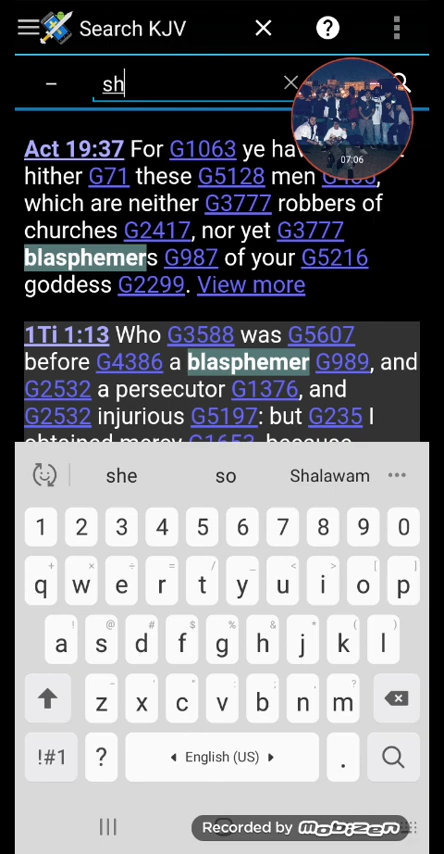 Search KJV
sh
Act 19:37 For G1063 ye
hither G71 these G5128 men
which are neither G3777 robbers of
churches G2417, nor yet G3777
blasphemers G987 of your G5216
goddess G2299. View more
07:06
1Ti 1:13 Who G3588 was G5607
before G4386 a blasphemer G989, and
G2532 a persecutor G1376, and
G2532 injurious G5197: but G235 I
obtained mercy G1653, because
she so Shalawam •••
1 2 3 4 5 6 7 8 9 0
q w e r t y u i o p
a s d f g h j k l
z x c v b n m
!#1 ? English (US) .
Recorded by Mobizen